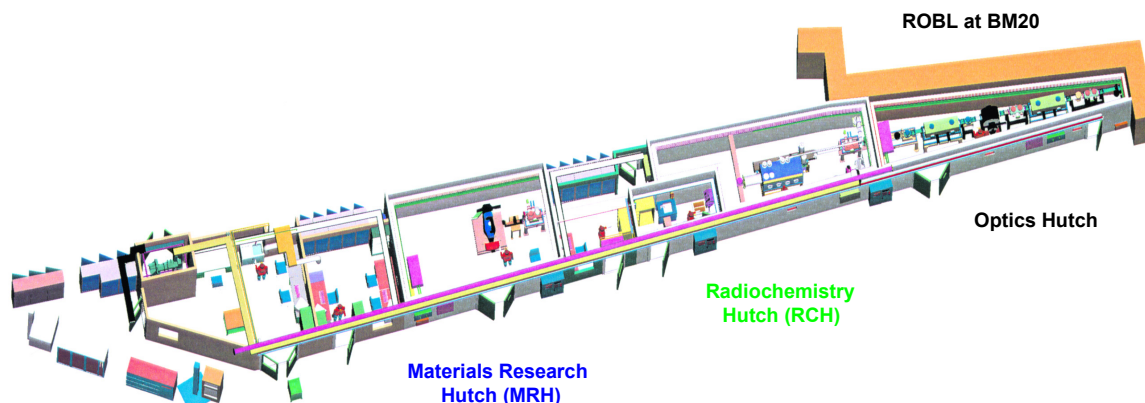 ROBL at BM20
Optics Hutch
Radiochemistry
Hutch (RCH)
Materials Research
Hutch (MRH)